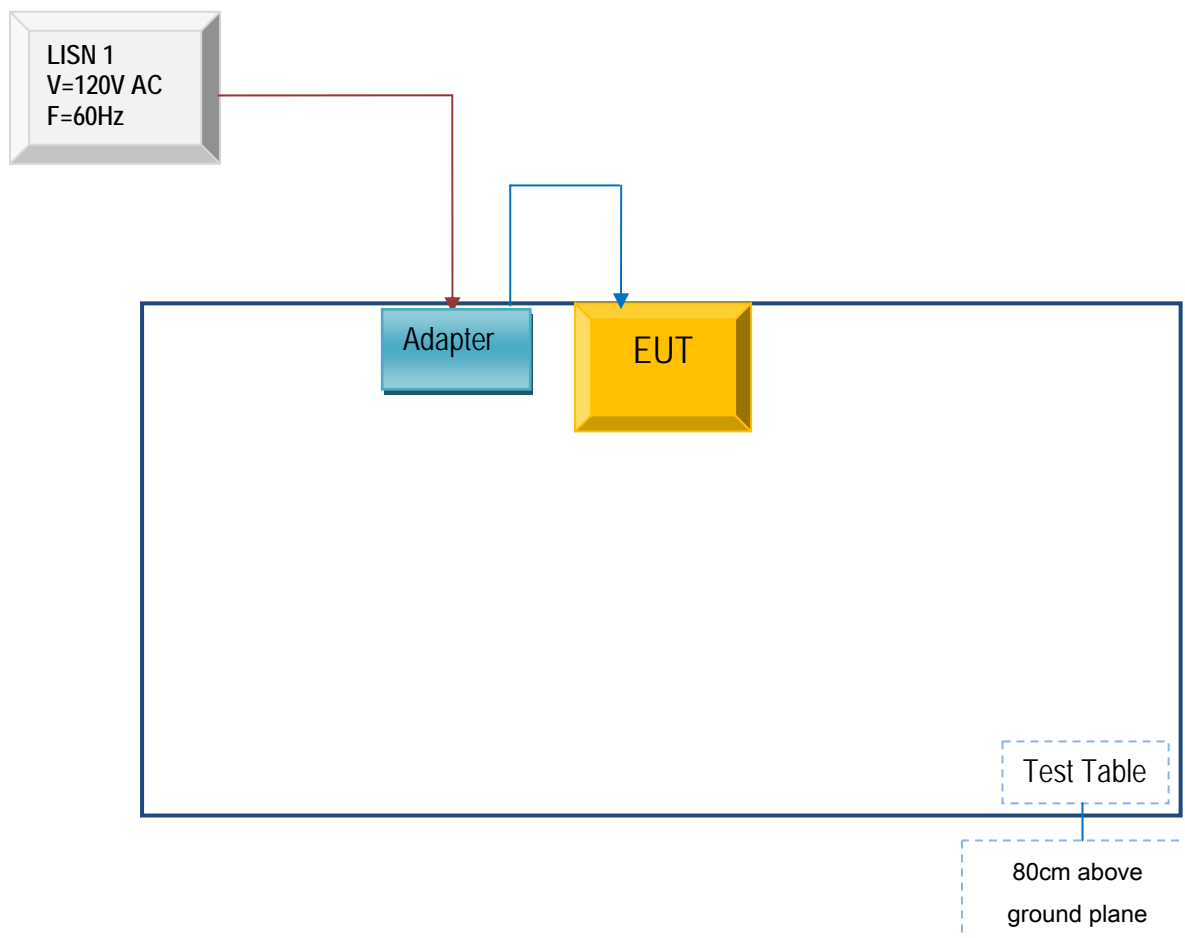 LISN 1
V=120V AC
F=60Hz
Adapter
EUT
Test Table
80cm above
ground plane